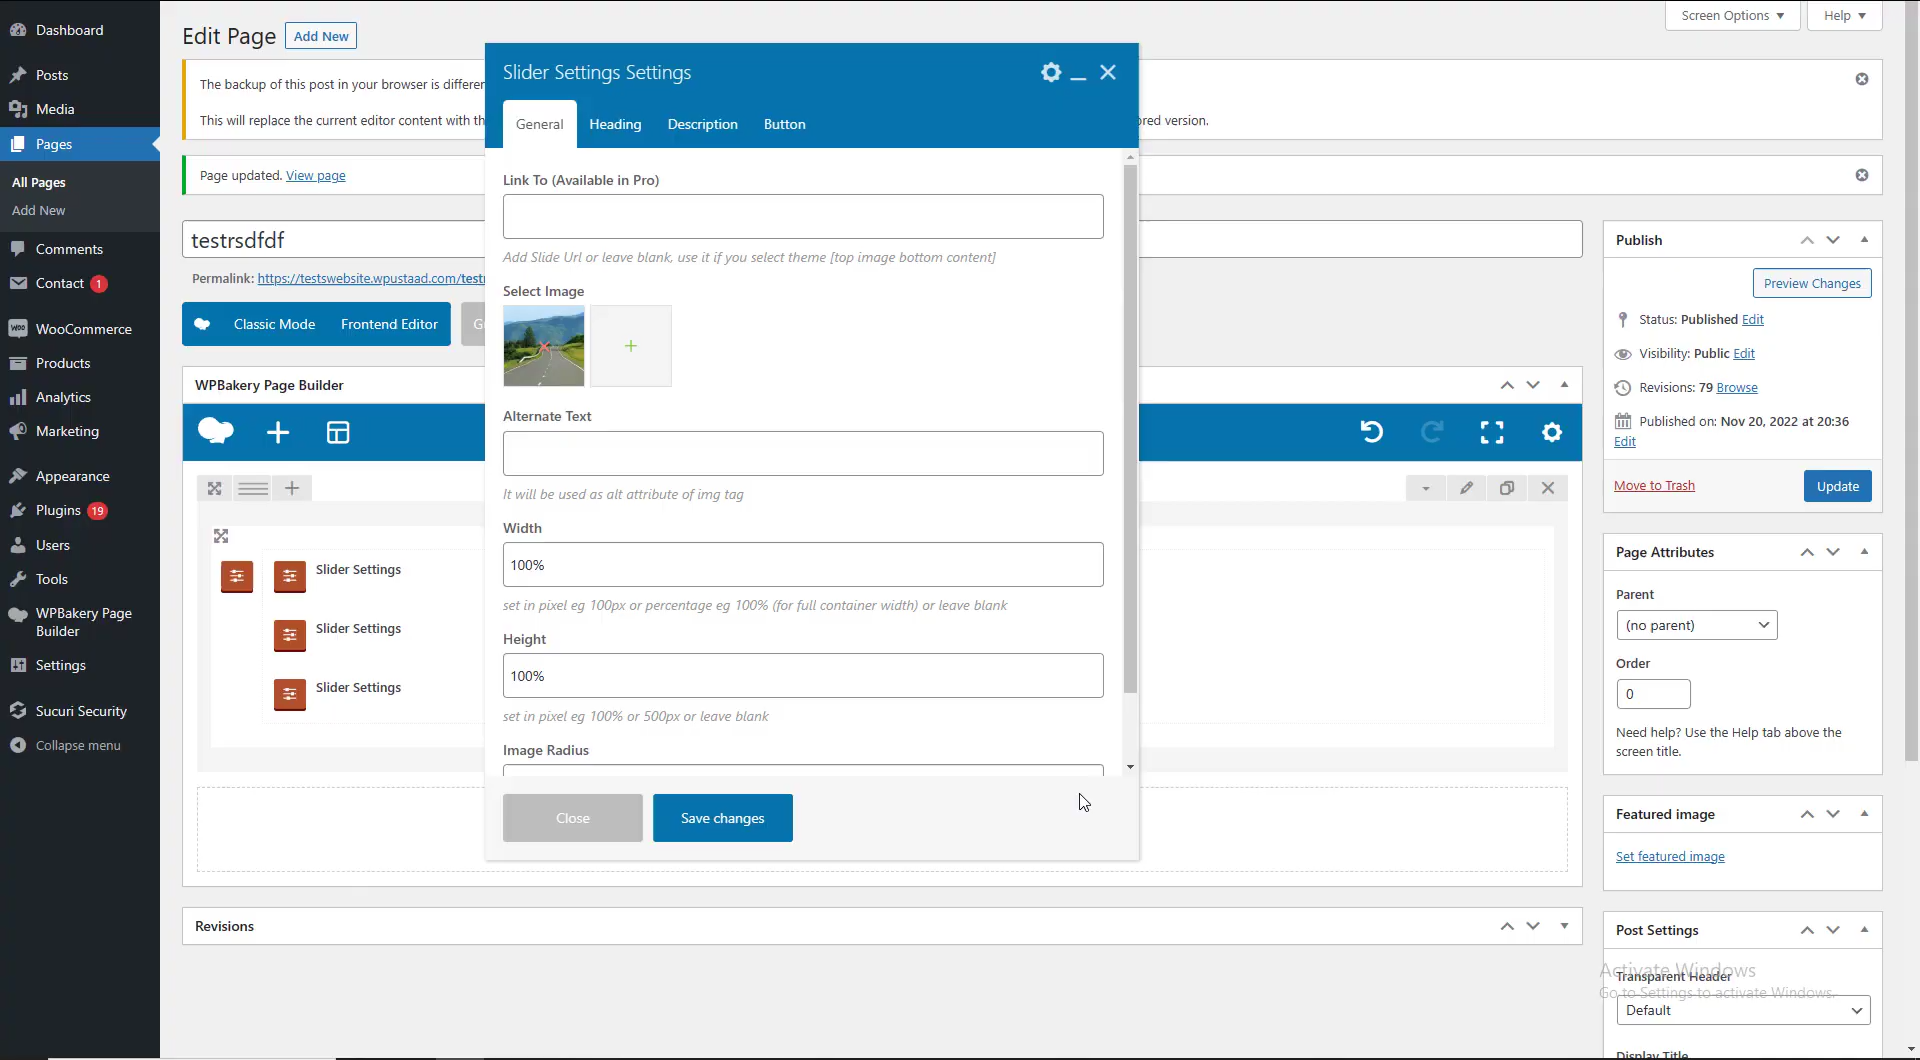 Dashboard
Posts
Media
Pages
All Pages
Add New
Comments
Contact 1
WooCommerce
Products
Analytics
Marketing
Appearance
Plugins 19
Users
Tools
WPBakery Page
Builder
Settings
Sucuri Security
Collapse menu
Screen Options
Help
Edit Page
Add New
The backup of this post in your browser is differen
This will replace the current editor content with th
ored version.
Page updated. View page
testrsdfdf
Permalink: https://testswebsite.wpustaad.com/testr
Classic Mode
Frontend Editor
G
WPBakery Page Builder
Slider Settings
Slider Settings
Slider Settings
Revisions
Slider Settings Settings
General
Heading
Description
Button
Link To (Available in Pro)
Add Slide Url or leave blank, use it if you select theme [top image bottom content]
Select Image
Alternate Text
It will be used as alt attribute of img tag
Width
100%
set in pixel eg 100px or percentage eg 100% (for full container width) or leave blank
Height
100%
set in pixel eg 100% or 500px or leave blank
Image Radius
Close
Save changes
Publish
Preview Changes
Status: Published Edit
Visibility: Public Edit
Revisions: 79 Browse
Published on: Nov 20, 2022 at 20:36
Edit
Move to Trash
Update
Page Attributes
Parent
(no parent)
Order
0
Need help? Use the Help tab above the
screen title.
Featured image
Set featured image
Post Settings
Activate Windows
Transparent Header
Go to Settings to activate Windows.
Default
Display Title